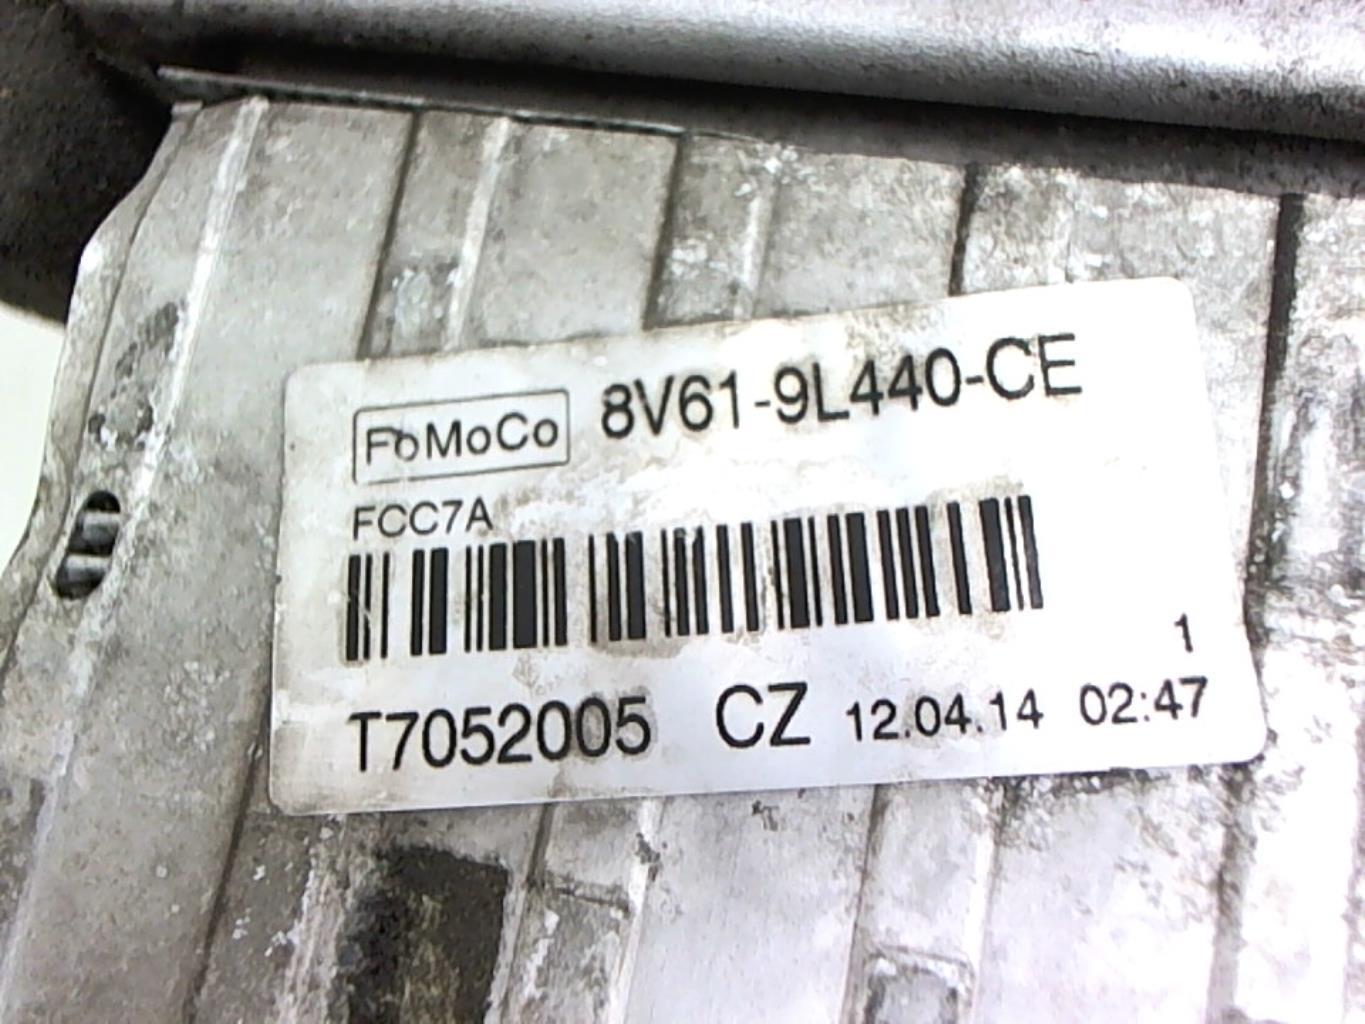 FoMoCo 8V61-9L440-CE
FCC7A
1
T7052005 CZ 12.04.14 02:47